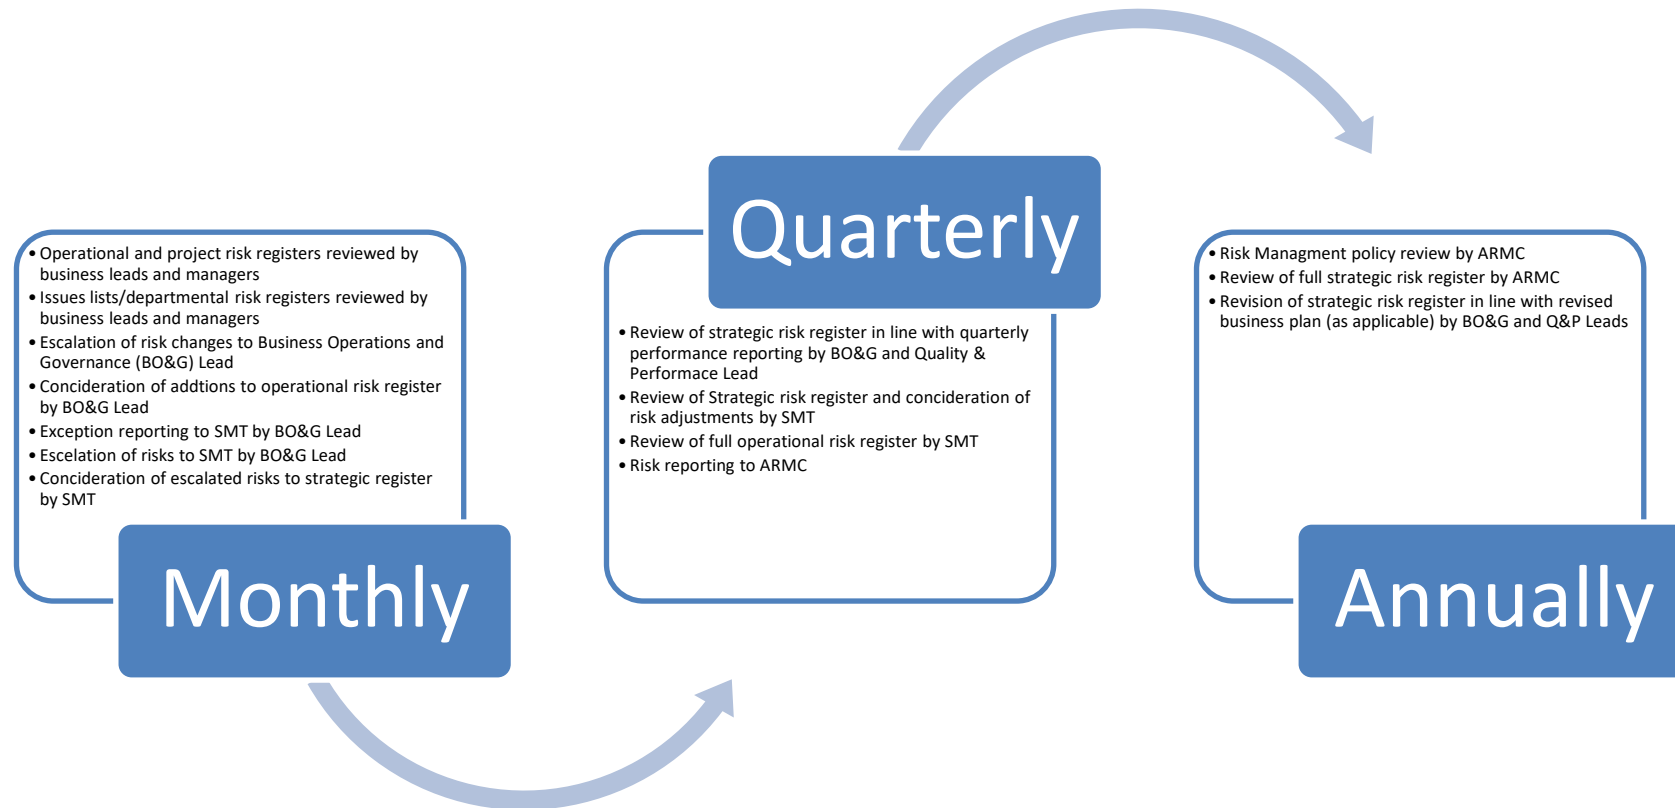 • Operational and project risk registers reviewed by
business leads and managers
• Issues lists/departmental risk registers reviewed by
business leads and managers
• Escalation of risk changes to Business Operations and
Governance (BO&G) Lead
• Concideration of addtions to operational risk register
by BO&G Lead
• Exception reporting to SMT by BO&G Lead
• Escelation of risks to SMT by BO&G Lead
• Concideration of escalated risks to strategic register
by SMT
Monthly
Quarterly
• Review of strategic risk register in line with quarterly
performance reporting by BO&G and Quality &
Performace Lead
• Review of Strategic risk register and concideration of
risk adjustments by SMT
• Review of full operational risk register by SMT
• Risk reporting to ARMC
• Risk Managment policy review by ARMC
• Review of full strategic risk register by ARMC
• Revision of strategic risk register in line with revised
business plan (as applicable) by BO&G and Q&P Leads
Annually